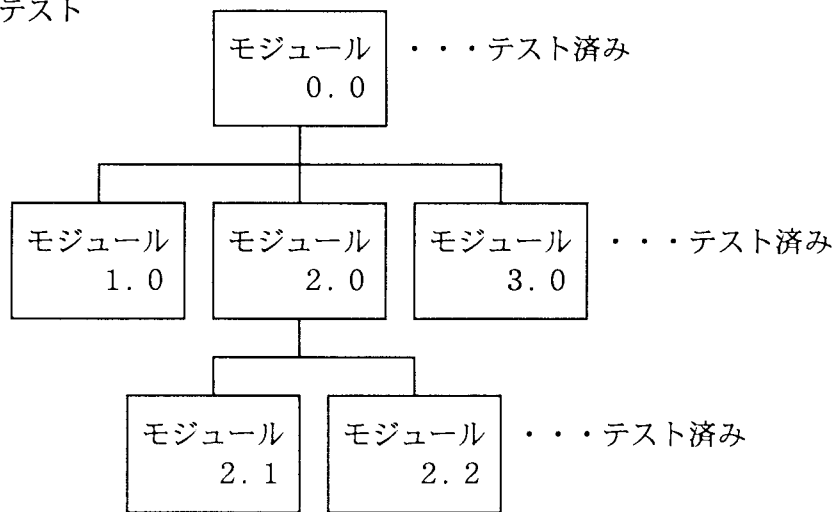 テスト
モジュール
0.0
・・・テスト済み
モジュール
1.0
モジュール
2.0
モジュール
3.0
・・・テスト済み
モジュール
2.1
モジュール
2.2
・・・テスト済み